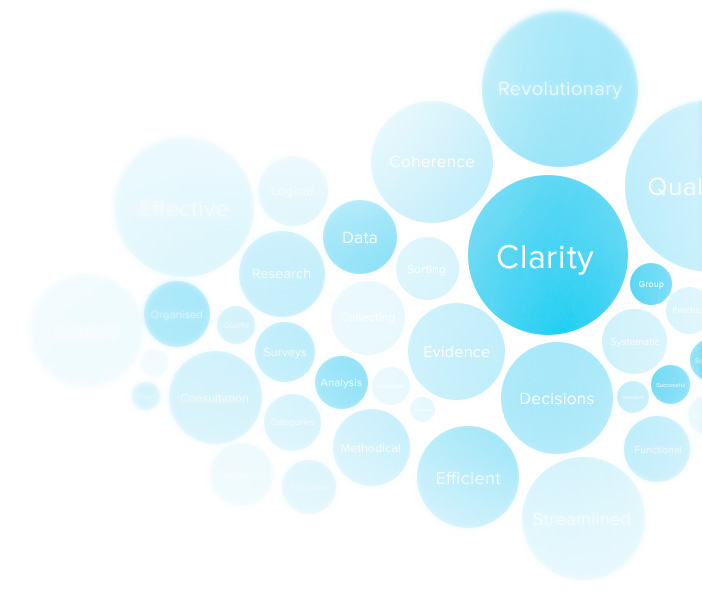 Revolutionary
Coherence
Qual
Effective
Logical
Data
Clarity
Research
Sorting
Group
Organised
Collecting
Surveys
Evidence
Systematic
Analysis
Successful
Consultation
Decisions
Categories
Methodical
Functional
Efficient
Streamlined